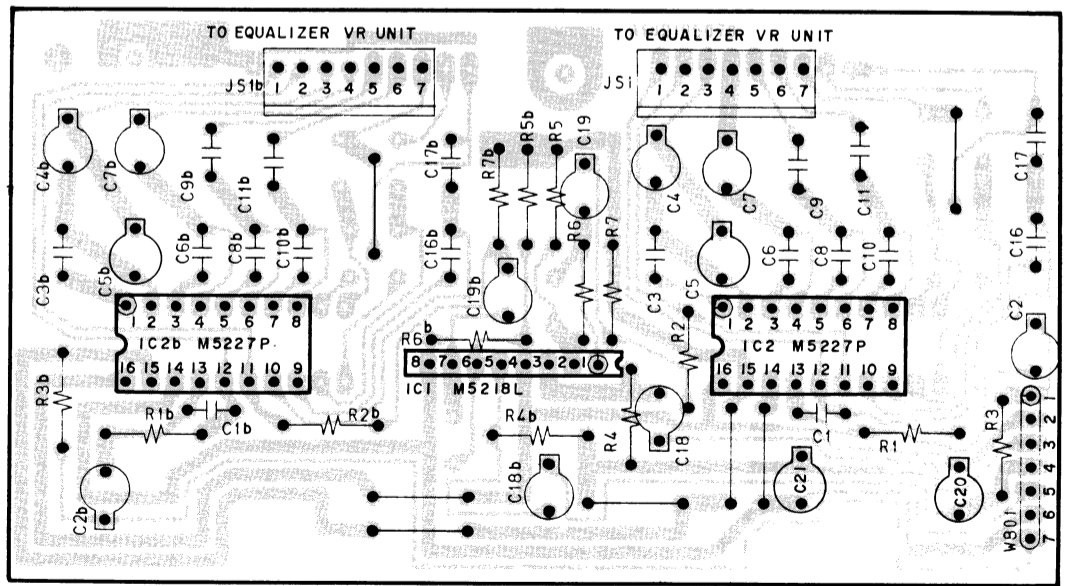 TO EQUALIZER VR UNIT
TO EQUALIZER VR UNIT
JS1b
1 2 3 4 5 6 7
JS1
1 2 3 4 5 6 7
C4b
C7b
C9b
C11b
C17b
R7b
R5b
R5
C19
C4
C7
C9
C11
C17
C3b
C5b
C6b
C8b
C10b
C16b
C19b
R6
R7
C3
C5
C6
C8
C10
C16
C2
1 2 3 4 5 6 7 8
IC2b M5227P
16 15 14 13 12 11 10 9
R6b
8 7 6 5 4 3 2 1
IC1 M5218L
R2
1 2 3 4 5 6 7 8
IC2 M5227P
16 15 14 13 12 11 10 9
R3b
R1b
C1b
R2b
R4b
R4
C18
C1
R1
R3
C2b
C18b
C21
C20
W801
1
2
3
4
5
6
7